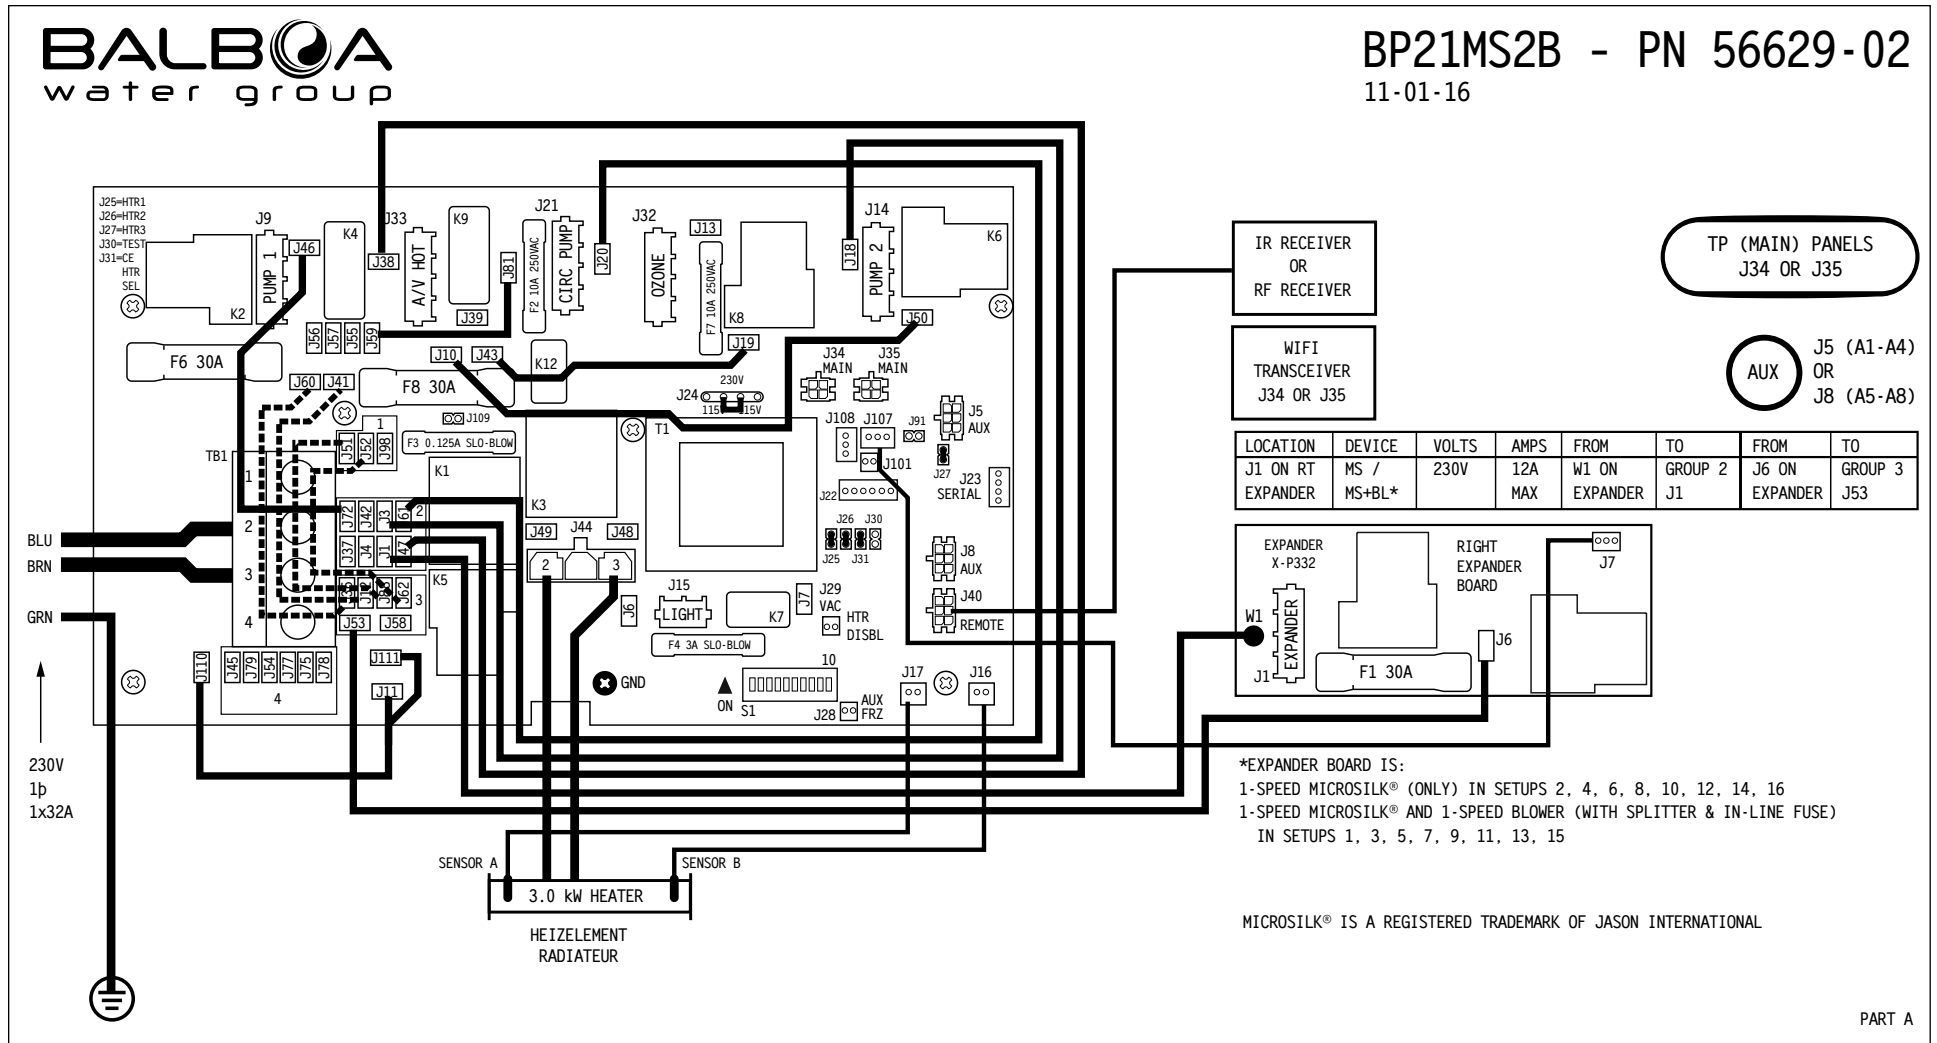 BALBOA
water group
BP21MS2B - PN 56629-02
11-01-16
J25=HTR1
J26=HTR2
J27=HTR3
J30=TEST
J31=CE
HTR
SEL
J9
PUMP 1
J46
K2
K4
J33
J38
A/V HOT
K9
J39
J81
J21
F2 10A 250VAC
CIRC PUMP
J20
J32
OZONE
J13
F7 10A 250VAC
K8
J19
J18
J14
PUMP 2
K6
J50
J56
J57
J55
J59
F6 30A
J10
J43
K12
J60
J41
F8 30A
J24
230V
115V
115V
J34
MAIN
J35
MAIN
J109
1
J51
J52
J98
F3 0.125A SLO-BLOW
T1
J108
J107
J91
J5
AUX
J101
J27
J23
SERIAL
J22
TB1
1
2
3
4
K1
K3
J72
J42
J3
J61
2
J37
J4
J1
J47
K5
J62
3
J53
J58
J49
J44
J48
2
3
J26
J30
J25
J31
J8
AUX
J6
J15
LIGHT
K7
J7
J29
VAC
HTR
DISBL
J40
REMOTE
F4 3A SLO-BLOW
J110
J45
J79
J54
J77
J75
J78
4
J111
J11
GND
ON
S1
10
J28
AUX
FRZ
J17
J16
BLU
BRN
GRN
230V
1þ
1x32A
SENSOR A
SENSOR B
3.0 kW HEATER
HEIZELEMENT
RADIATEUR
IR RECEIVER
OR
RF RECEIVER
WIFI
TRANSCEIVER
J34 OR J35
TP (MAIN) PANELS
J34 OR J35
AUX
J5 (A1-A4)
OR
J8 (A5-A8)
LOCATION DEVICE VOLTS AMPS FROM TO FROM TO
J1 ON RT MS / 230V 12A W1 ON GROUP 2 J6 ON GROUP 3
EXPANDER MS+BL* MAX EXPANDER J1 EXPANDER J53
EXPANDER
X-P332
RIGHT
EXPANDER
BOARD
J7
W1
EXPANDER
J1
F1 30A
J6
*EXPANDER BOARD IS:
1-SPEED MICROSILK® (ONLY) IN SETUPS 2, 4, 6, 8, 10, 12, 14, 16
1-SPEED MICROSILK® AND 1-SPEED BLOWER (WITH SPLITTER & IN-LINE FUSE)
IN SETUPS 1, 3, 5, 7, 9, 11, 13, 15
MICROSILK® IS A REGISTERED TRADEMARK OF JASON INTERNATIONAL
PART A